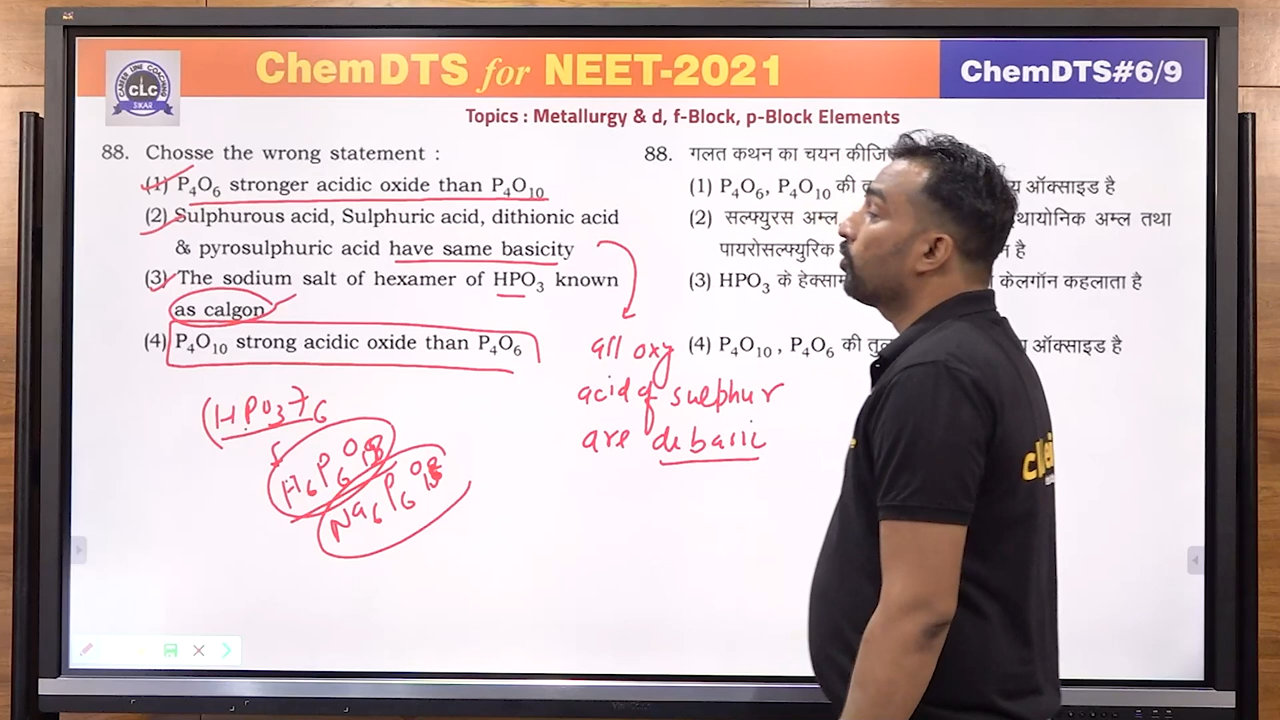 ChemDTS for NEET-2021
ChemDTS#6/9
CAREER LINE COACHING
CLC
SIKAR
Topics : Metallurgy & d, f-Block, p-Block Elements
88. Chosse the wrong statement :
(1) P₄O₆ stronger acidic oxide than P₄O₁₀
(2) Sulphurous acid, Sulphuric acid, dithionic acid
& pyrosulphuric acid have same basicity
(3) The sodium salt of hexamer of HPO₃ known
as calgon
(4) P₄O₁₀ strong acidic oxide than P₄O₆
(HPO₃)₆
H₆P₆O₁₈
Na₆P₆O₁₈
all oxy
acid of sulphur
are dibasic
88. गलत कथन का चयन
(1) P₄O₆, P₄O₁₀ की ऑक्साइड है
(2) सल्फ्युरस अम्ल अम्ल तथा
पायरोसल्फ्युरिक है
(3) HPO₃ के केलगॉन कहलाता है
(4) P₄O₁₀ , P₄O₆ की ऑक्साइड है